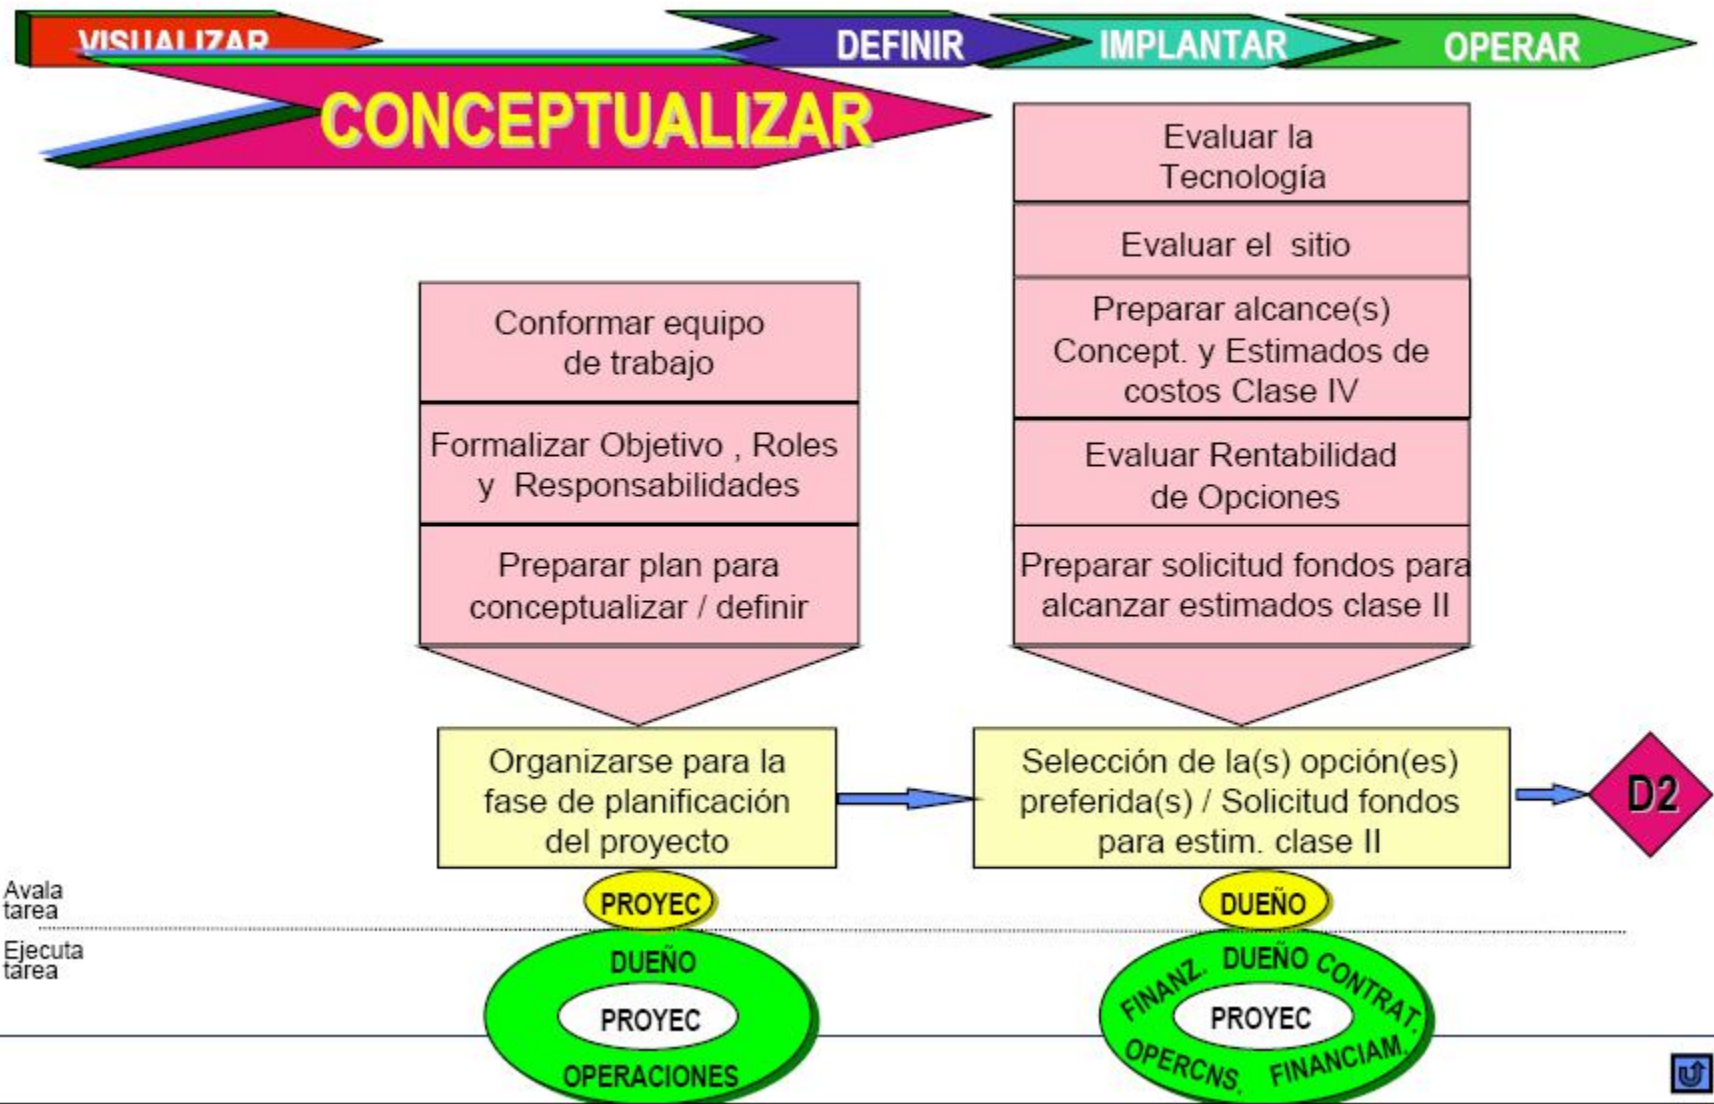 VISUALIZAR
DEFINIR
IMPLANTAR
OPERAR
CONCEPTUALIZAR
Conformar equipo
de trabajo
Formalizar Objetivo , Roles
y Responsabilidades
Preparar plan para
conceptualizar / definir
Evaluar la
Tecnología
Evaluar el sitio
Preparar alcance(s)
Concept. y Estimados de
costos Clase IV
Evaluar Rentabilidad
de Opciones
Preparar solicitud fondos para
alcanzar estimados clase II
Organizarse para la
fase de planificación
del proyecto
Selección de la(s) opción(es)
preferida(s) / Solicitud fondos
para estim. clase II
D2
Avala
tarea
PROYEC
DUEÑO
Ejecuta
tarea
DUEÑO
PROYEC
OPERACIONES
FINANZ. DUEÑO CONTRAT.
PROYEC
OPERCNS. FINANCIAM.